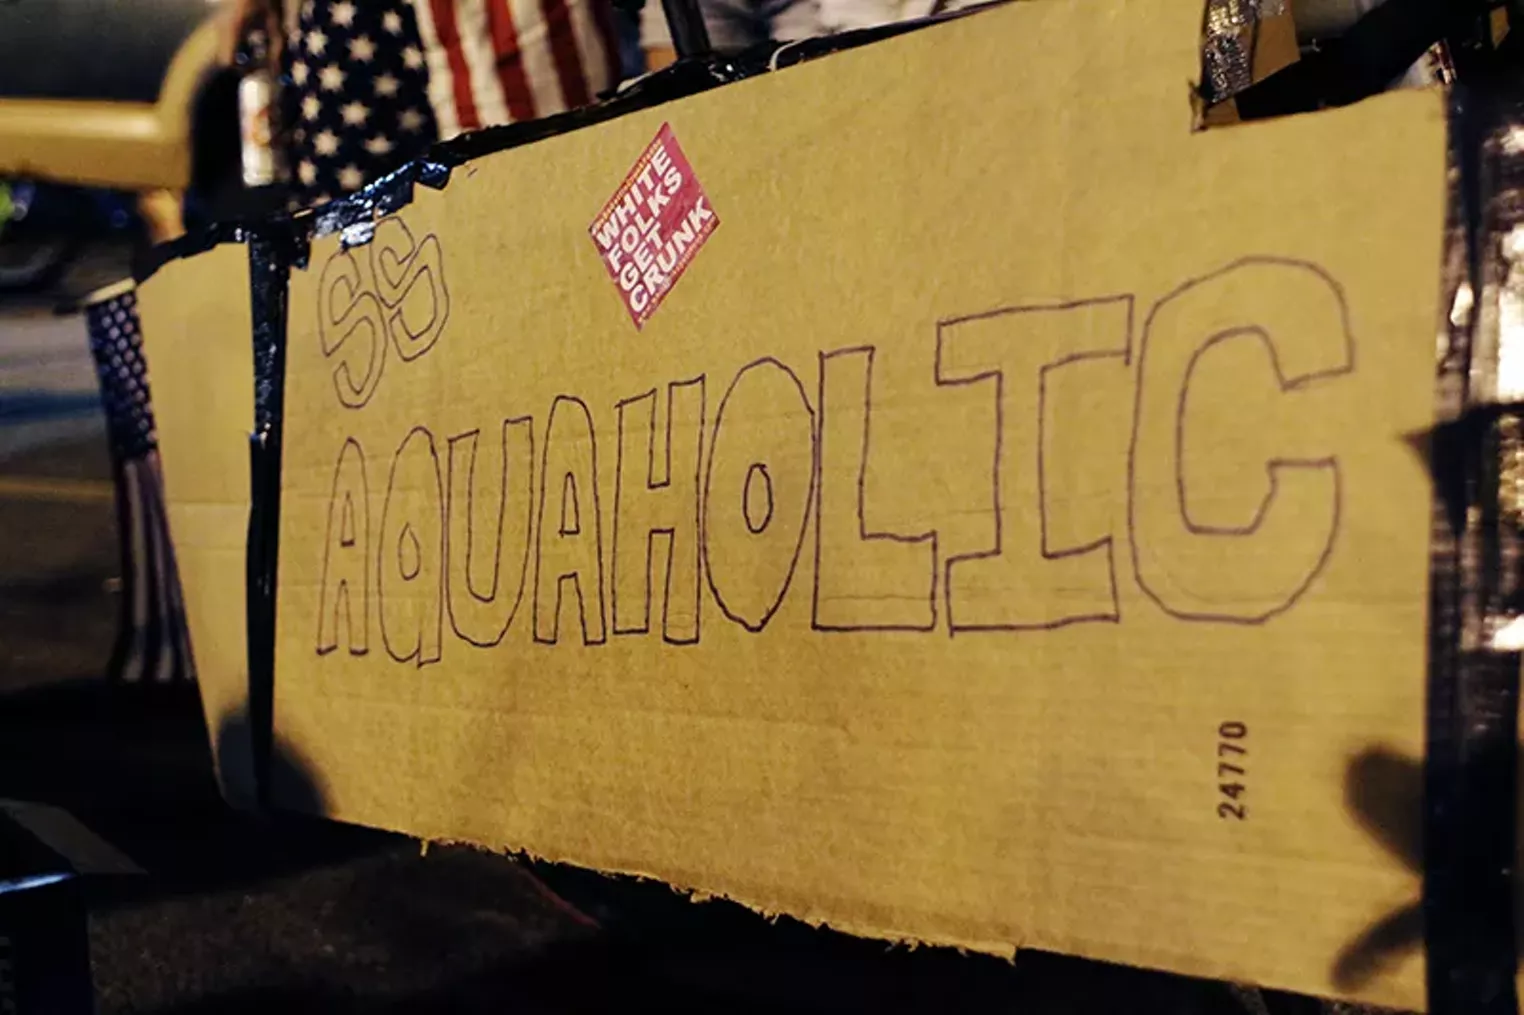 SS
WHITE
FOLKS
GET
CRUNK
AQUAHOLIC
24770